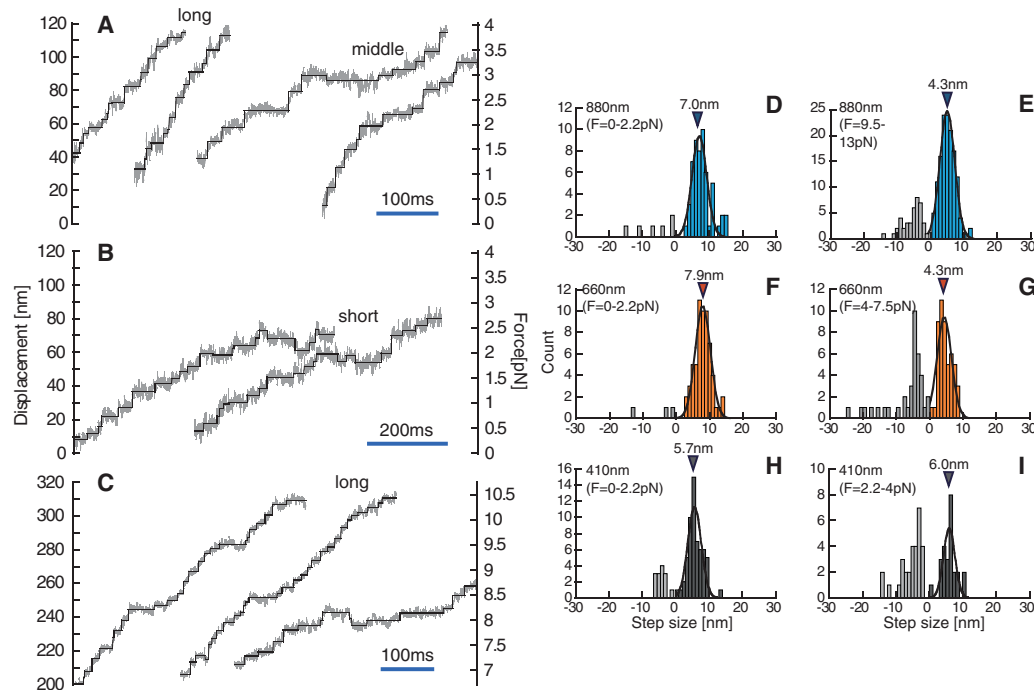 A
long
middle
120
100
80
60
40
20
0
4
3.5
3
2.5
2
1.5
1
0.5
0
100ms
B
short
120
100
80
60
40
20
0
4
3.5
3
2.5
2
1.5
1
0.5
0
200ms
Displacement [nm]
Force[pN]
C
long
320
300
280
260
240
220
200
10.5
10
9.5
9
8.5
8
7.5
7
100ms
D
880nm
(F=0-2.2pN)
7.0nm
12
10
8
6
4
2
0
-30 -20 -10 0 10 20 30
E
880nm
(F=9.5-
13pN)
4.3nm
25
20
15
10
5
0
-30 -20 -10 0 10 20 30
F
660nm
(F=0-2.2pN)
7.9nm
12
10
8
6
4
2
0
-30 -20 -10 0 10 20 30
G
660nm
(F=4-7.5pN)
4.3nm
12
10
8
6
4
2
0
-30 -20 -10 0 10 20 30
Count
H
410nm
(F=0-2.2pN)
5.7nm
16
14
12
10
8
6
4
2
0
-30 -20 -10 0 10 20 30
Step size [nm]
I
410nm
(F=2.2-4pN)
6.0nm
10
8
6
4
2
0
-30 -20 -10 0 10 20 30
Step size [nm]